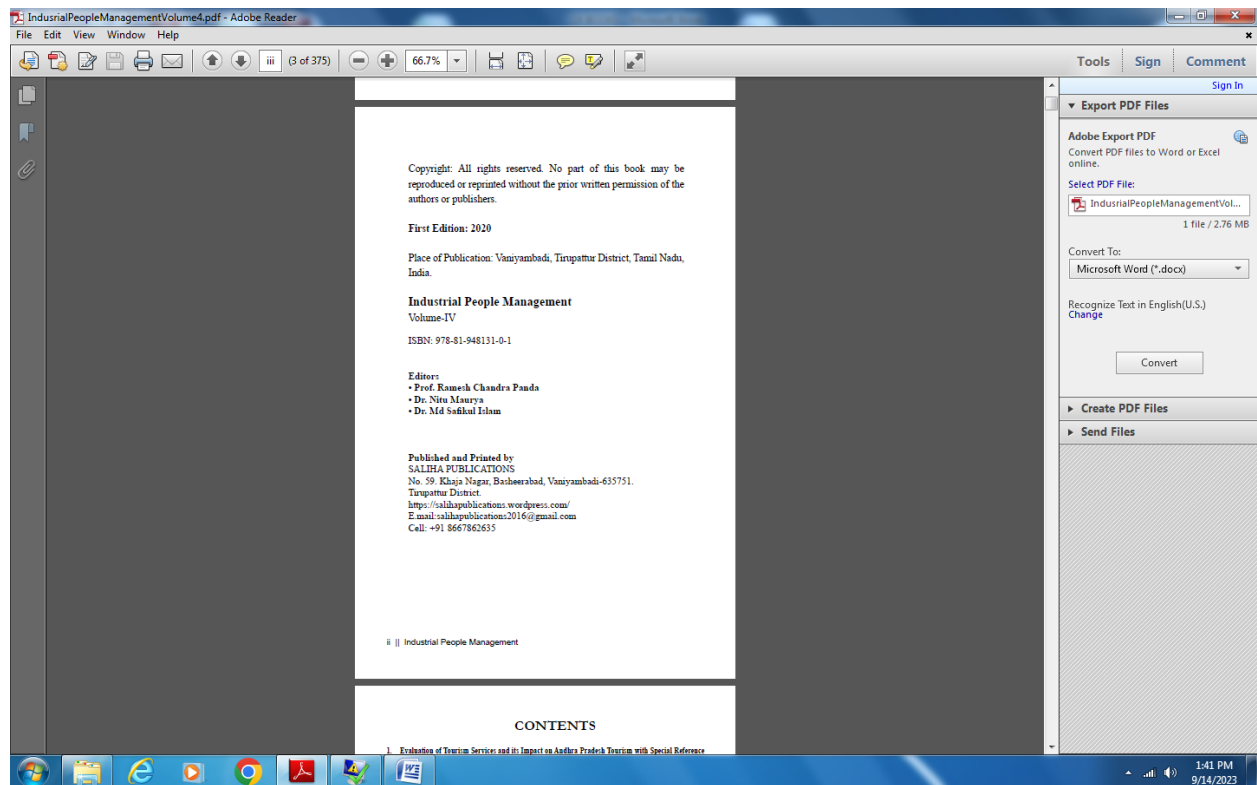 IndusrialPeopleManagementVolume4.pdf - Adobe Reader
File Edit View Window Help
iii (3 of 375) 66.7% Tools Sign Comment
Sign In
Export PDF Files
Adobe Export PDF
Convert PDF files to Word or Excel
online.
Select PDF File:
IndusrialPeopleManagementVol...
1 file / 2.76 MB
Convert To:
Microsoft Word (*.docx)
Recognize Text in English(U.S.)
Change
Convert
Create PDF Files
Send Files
Copyright: All rights reserved. No part of this book may be
reproduced or reprinted without the prior written permission of the
authors or publishers.
First Edition: 2020
Place of Publication: Vaniyambadi, Tirupattur District, Tamil Nadu,
India.
Industrial People Management
Volume-IV
ISBN: 978-81-948131-0-1
Editors
• Prof. Ramesh Chandra Panda
• Dr. Nitu Maurya
• Dr. Md Safikul Islam
Published and Printed by
SALIHA PUBLICATIONS
No. 59. Khaja Nagar, Basheerabad, Vaniyambadi-635751.
Tirupattur District.
https://salihapublications.wordpress.com/
E.mail:salihapublications2016@gmail.com
Cell: +91 8667862635
ii || Industrial People Management
CONTENTS
1. Evaluation of Tourism Services and its Impact on Andhra Pradesh Tourism with Special Reference
1:41 PM
9/14/2023